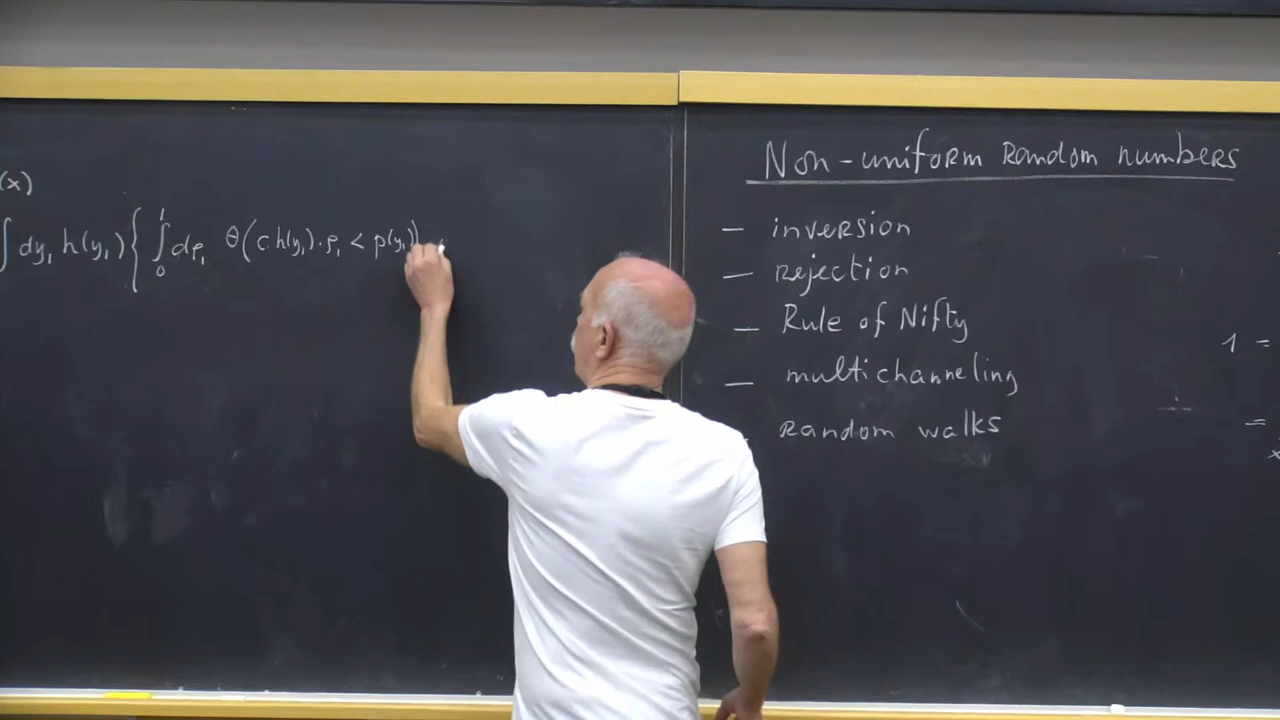 (x)
∫ dy₁ h(y₁) { ∫₀¹ dρ₁ θ(c h(y₁)·ρ₁ < p(y₁))
Non-uniform Random numbers
— inversion
— rejection
— Rule of Nifty
— multichanneling
Random walks
1 =
=
x